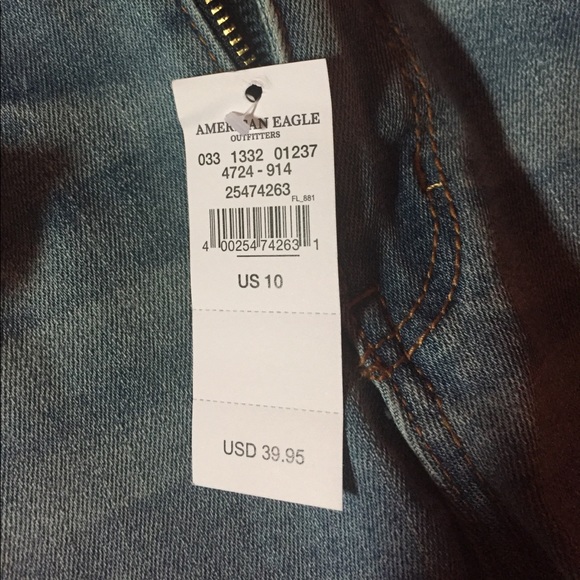 AMERICAN EAGLE
OUTFITTERS
033 1332 01237
4724 - 914
25474263
FL_881
4 00254 74263 1
US 10
USD 39.95